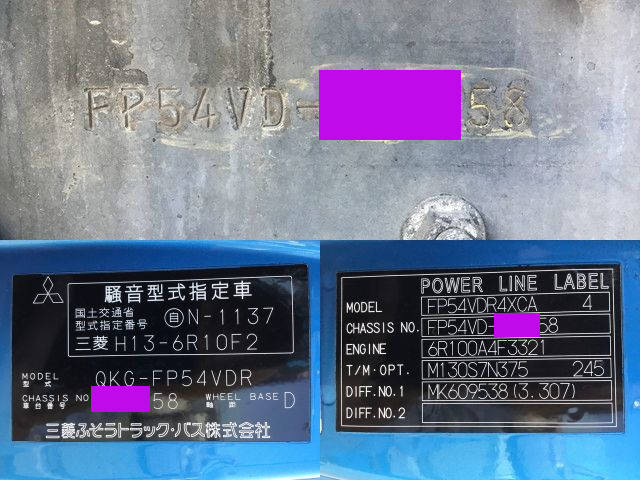 FP54VD- 58
騒音型式指定車
国土交通省
型式指定番号 自N-1137
三菱 H13-6R10F2
MODEL
型式 QKG-FP54VDR
CHASSIS NO 58 WHEEL BASE D
車台番号 軸距
三菱ふそうトラック・バス株式会社
POWER LINE LABEL
MODEL FP54VDR4XCA 4
CHASSIS NO. FP54VD- 58
ENGINE 6R100A4F3321
T/M・OPT. M130S7N375 245
DIFF.NO.1 MK609538(3.307)
DIFF.NO.2